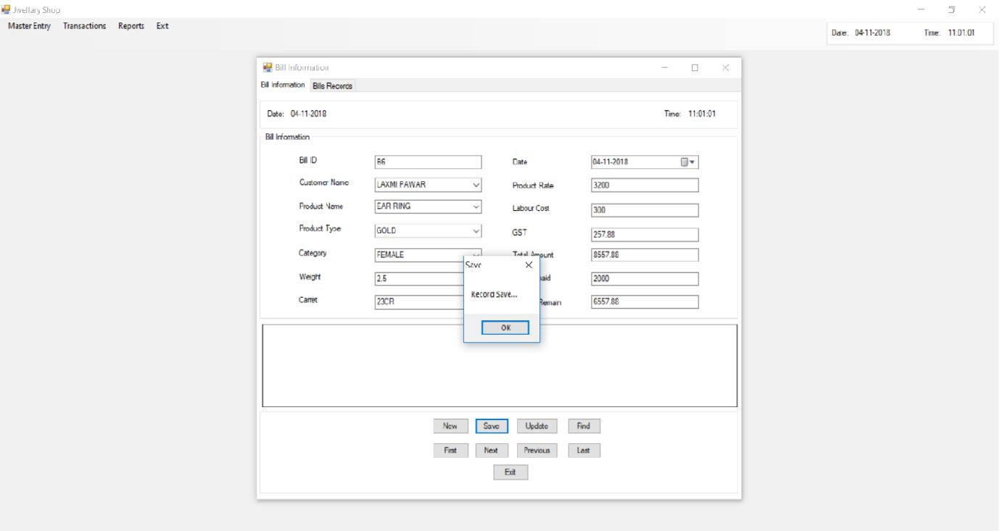 Jwellary Shop
Master Entry Transactions Reports Exit
Date: 04-11-2018 Time: 11:01:01
Bill Information
Bill Information Bills Records
Date: 04-11-2018 Time: 11:01:01
Bill Information
Bill ID B6 Date 04-11-2018
Customer Name LAXMI PAWAR Product Rate 3200
Product Name EAR RING Labour Cost 300
Product Type GOLD GST 257.88
Category FEMALE Total Amount 8557.88
Weight 2.5 aid 2000
Carret 23CR Remain 6557.88
Save
Record Save...
OK
New Save Update Find
First Next Previous Last
Exit